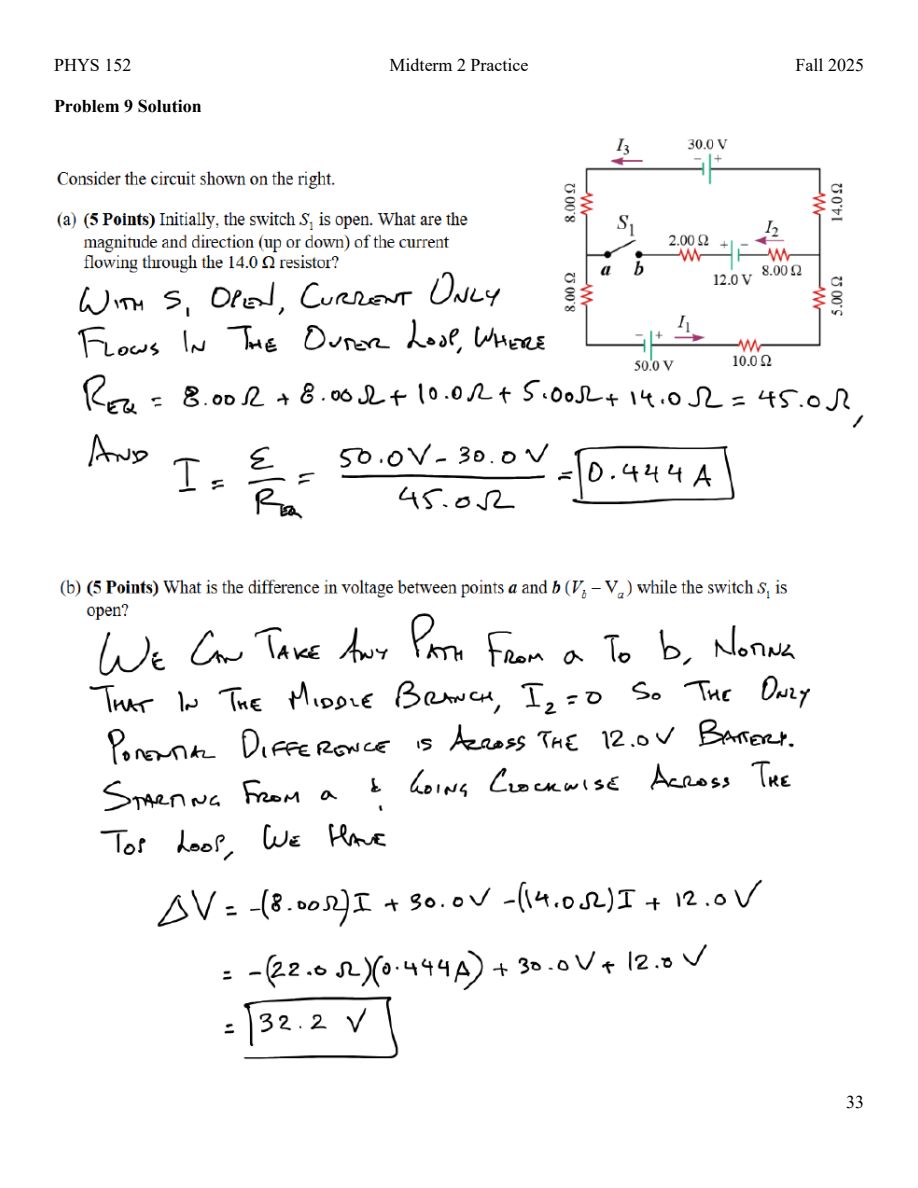 PHYS 152 Midterm 2 Practice Fall 2025
Problem 9 Solution
Consider the circuit shown on the right.
(a) (5 Points) Initially, the switch S₁ is open. What are the
magnitude and direction (up or down) of the current
flowing through the 14.0 Ω resistor?
I₃ 30.0 V
8.00 Ω 14.0 Ω
S₁ 2.00 Ω + − I₂
a b 12.0 V 8.00 Ω
8.00 Ω 5.00 Ω
− + I₁
50.0 V 10.0 Ω
− +
WITH S₁ OPEN, CURRENT ONLY
FLOWS IN THE OUTER LOOP, WHERE
R_EQ = 8.00Ω + 8.00Ω + 10.0Ω + 5.00Ω + 14.0Ω = 45.0Ω,
AND I = ℰ/R_EQ = (50.0V - 30.0V)/45.0Ω = 0.444 A
(b) (5 Points) What is the difference in voltage between points a and b (V_b − V_a) while the switch S₁ is
open?
WE CAN TAKE ANY PATH FROM a TO b, NOTING
THAT IN THE MIDDLE BRANCH, I₂ = 0 SO THE ONLY
POTENTIAL DIFFERENCE IS ACROSS THE 12.0V BATTERY.
STARTING FROM a & GOING CLOCKWISE ACROSS THE
TOP LOOP, WE HAVE
ΔV = -(8.00Ω)I + 30.0V -(14.0Ω)I + 12.0V
= -(22.0 Ω)(0.444A) + 30.0V + 12.0 V
= 32.2 V
33